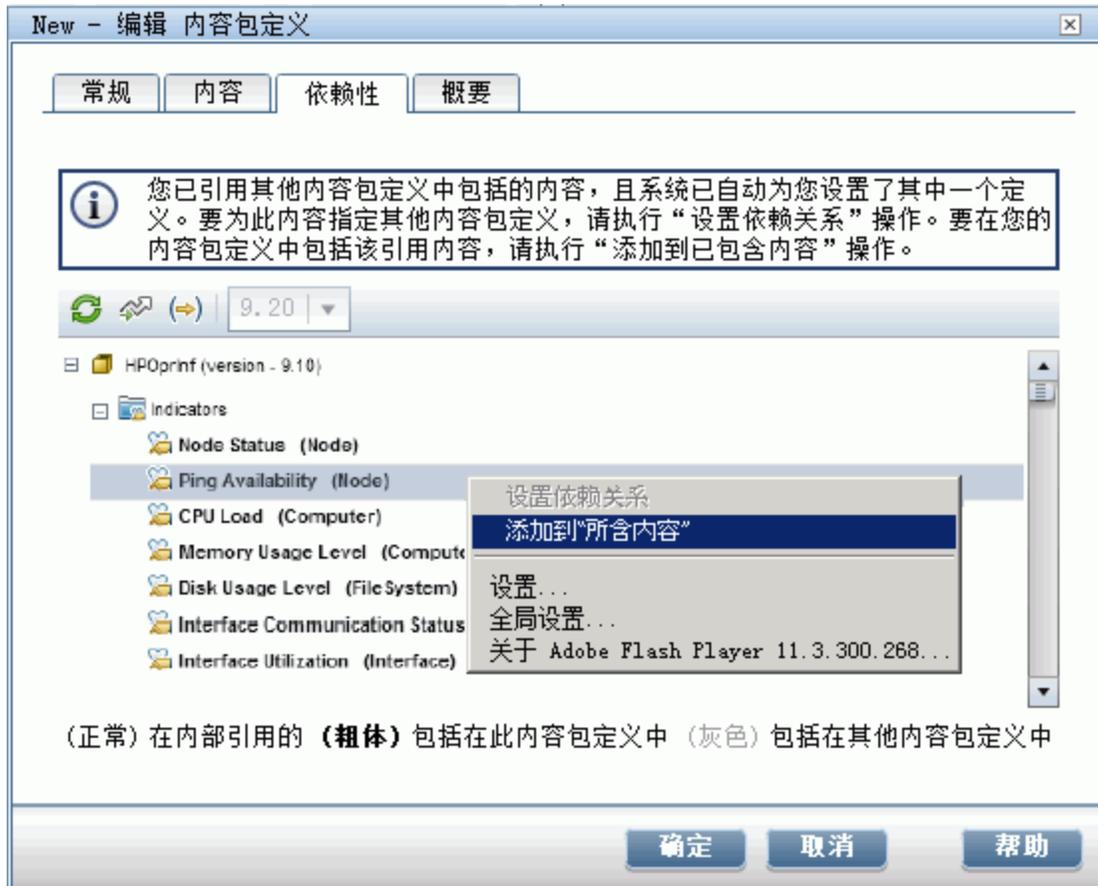 New - 编辑 内容包定义
常规 内容 依赖性 概要
您已引用其他内容包定义中包括的内容，且系统已自动为您设置了其中一个定
义。要为此内容指定其他内容包定义，请执行“设置依赖关系”操作。要在您的
内容包定义中包括该引用内容，请执行“添加到已包含内容”操作。
9.20
HPOprInf (version - 9.10)
Indicators
Node Status (Node)
Ping Availability (Node)
设置依赖关系
CPU Load (Computer)
添加到“所含内容”
Memory Usage Level (Compute
Disk Usage Level (FileSystem)
设置...
Interface Communication Status
全局设置...
Interface Utilization (Interface)
关于 Adobe Flash Player 11.3.300.268...
(正常) 在内部引用的 (粗体) 包括在此内容包定义中 (灰色) 包括在其他内容包定义中
确定 取消 帮助